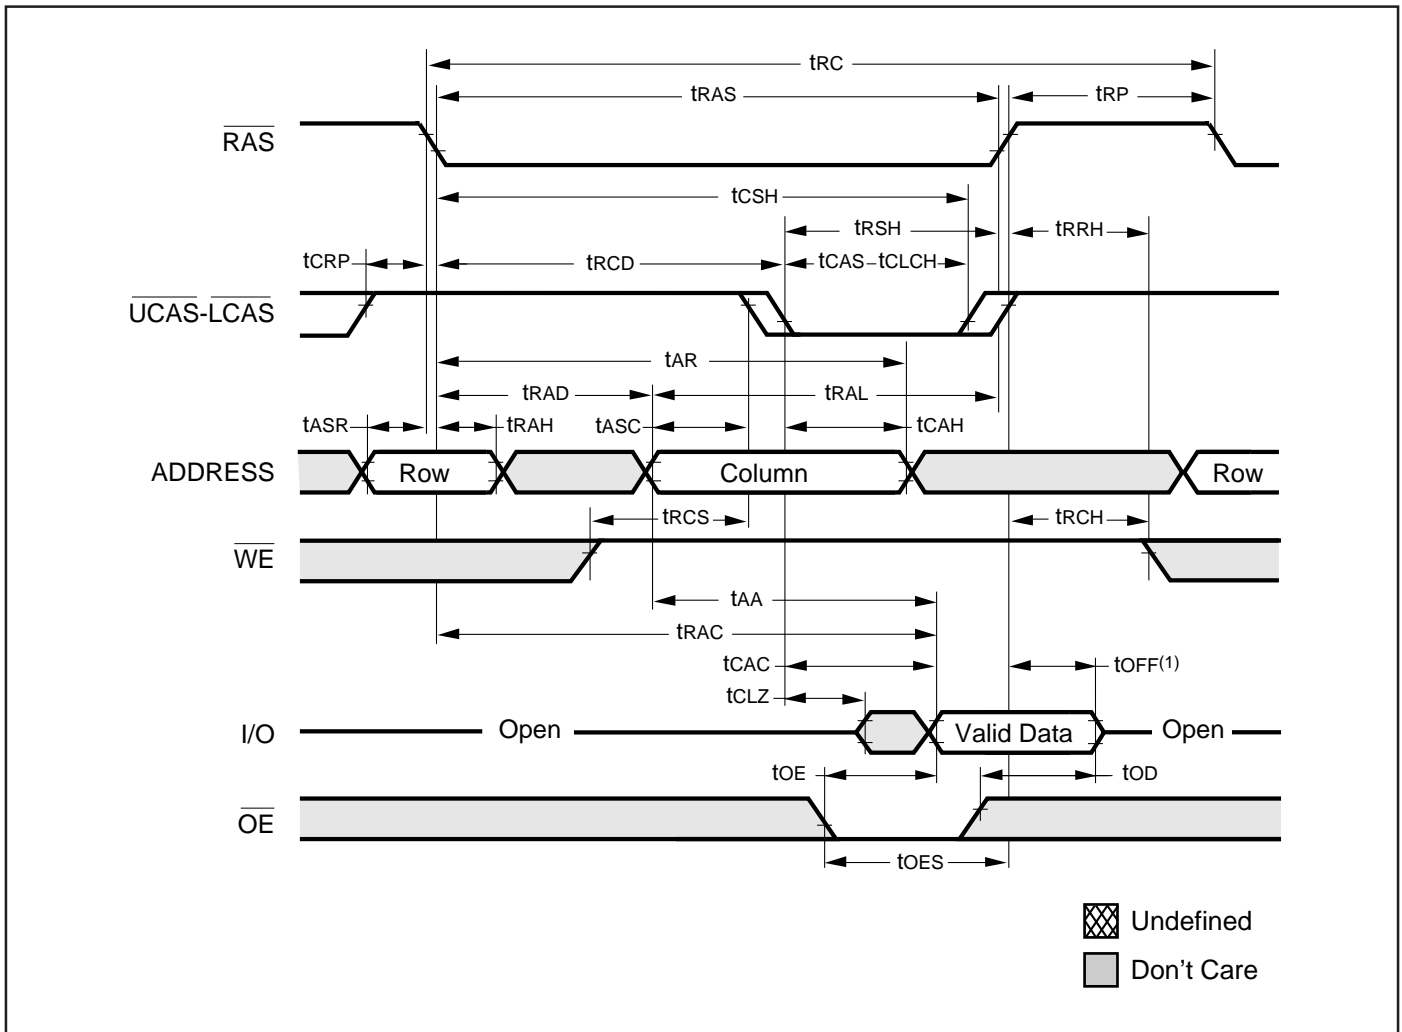 tRC
tRAS tRP
RAS
tCSH
tRSH tRRH
tCRP tRCD tCAS–tCLCH
UCAS-LCAS
tAR
tRAD tRAL
tASR tRAH tASC tCAH
ADDRESS Row Column Row
tRCS tRCH
WE
tAA
tRAC
tCAC tOFF(1)
tCLZ
I/O Open Valid Data Open
tOE tOD
OE
tOES
Undefined
Don't Care